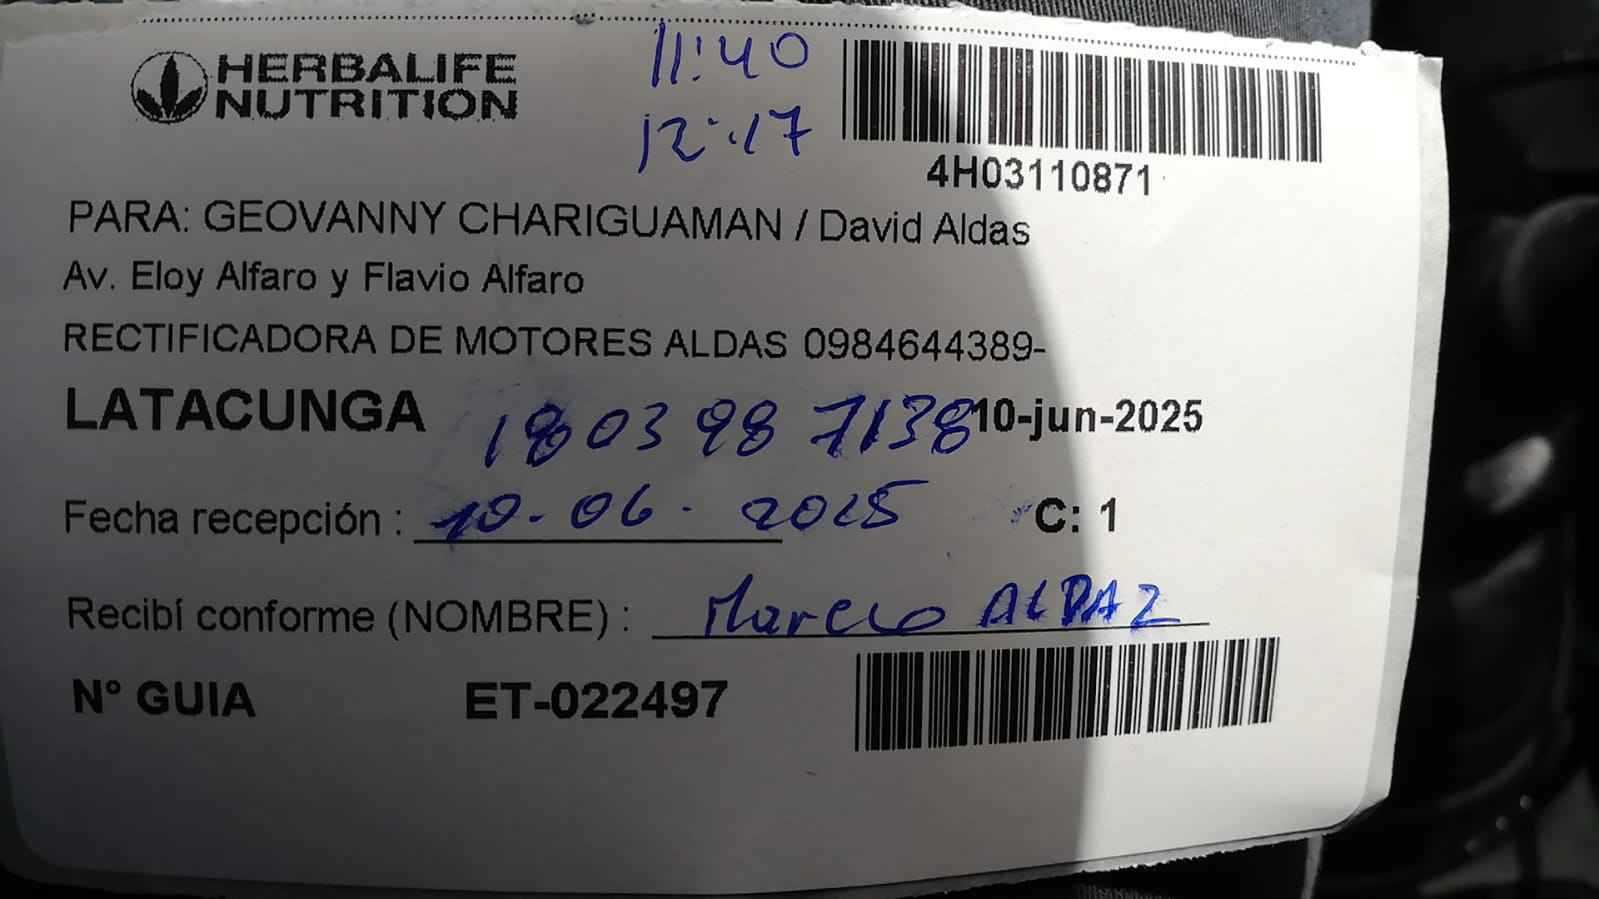 HERBALIFE
NUTRITION
11:40
12:17
4H03110871
PARA: GEOVANNY CHARIGUAMAN / David Aldas
Av. Eloy Alfaro y Flavio Alfaro
RECTIFICADORA DE MOTORES ALDAS 0984644389-
LATACUNGA 1803987138 10-jun-2025
Fecha recepción : 10-06-2025 C: 1
Recibí conforme (NOMBRE) : Marcelo ALDAZ
N° GUIA ET-022497